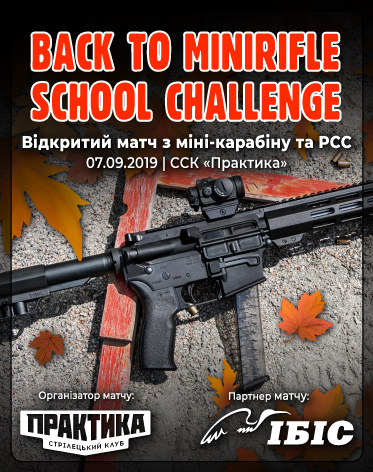 BACK TO MINIRIFLE
SCHOOL CHALLENGE
Відкритий матч з міні-карабіну та РСС
07.09.2019 | ССК «Практика»
Організатор матчу:
Партнер матчу:
ПРАКТИКА
СТРІЛЕЦЬКИЙ КЛУБ
ІБІС